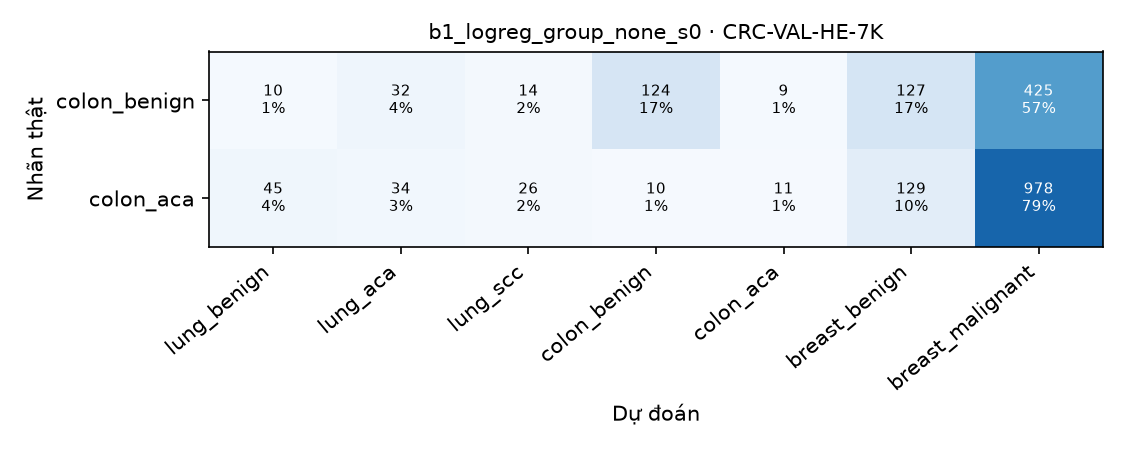 b1_logreg_group_none_s0 · CRC-VAL-HE-7K
Nhãn thật
colon_benign
10 32 14 124 9 127 425
1% 4% 2% 17% 1% 17% 57%
colon_aca
45 34 26 10 11 129 978
4% 3% 2% 1% 1% 10% 79%
lung_benign
lung_aca
lung_scc
colon_benign
colon_aca
breast_benign
breast_malignant
Dự đoán